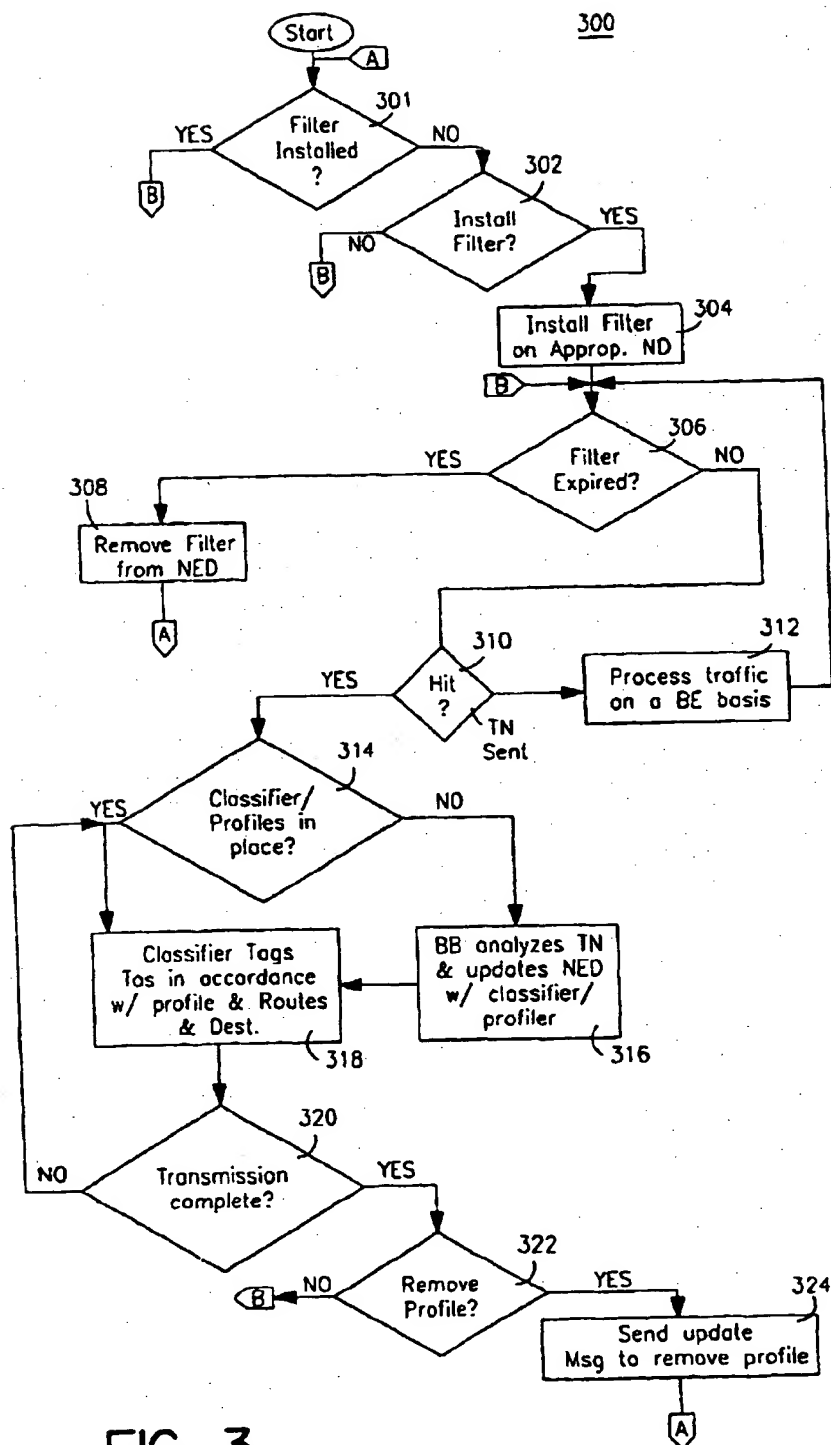 300
Start
A
301
Filter
Installed
?
YES
NO
B
302
Install
Filter?
NO
YES
B
304
Install Filter
on Approp. ND
B
306
Filter
Expired?
YES
NO
308
Remove Filter
from NED
A
310
Hit
?
YES
TN
Sent
312
Process traffic
on a BE basis
314
Classifier/
Profiles in
place?
YES
NO
Classifier Tags
Tos in accordance
w/ profile & Routes
& Dest.
318
BB analyzes TN
& updates NED
w/ classifier/
profiler
316
320
Transmission
complete?
NO
YES
322
Remove
Profile?
NO
YES
B
324
Send update
Msg to remove profile
A
FIG. 3